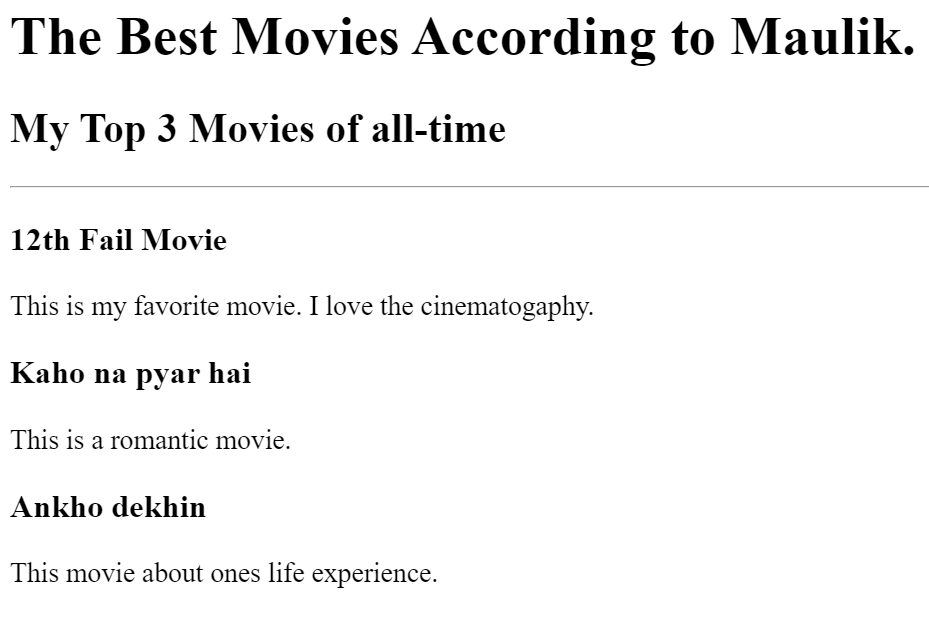 The Best Movies According to Maulik.
My Top 3 Movies of all-time
12th Fail Movie
This is my favorite movie. I love the cinematogaphy.
Kaho na pyar hai
This is a romantic movie.
Ankho dekhin
This movie about ones life experience.